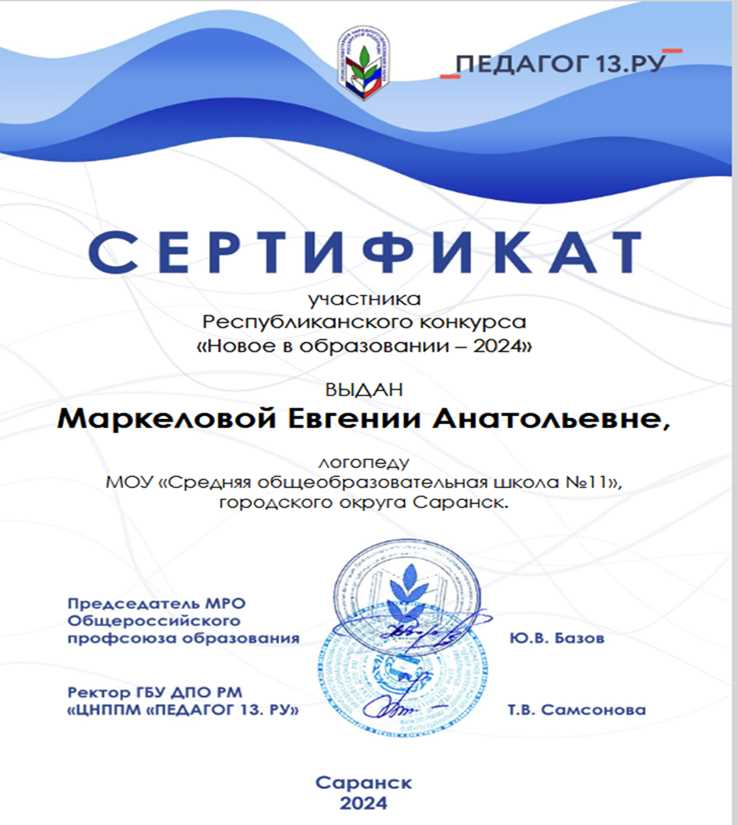 ПЕДАГОГ 13.РУ
СЕРТИФИКАТ
участника
Республиканского конкурса
«Новое в образовании – 2024»
ВЫДАН
Маркеловой Евгении Анатольевне,
логопеду
МОУ «Средняя общеобразовательная школа №11»,
городского округа Саранск.
Председатель МРО
Общероссийского
профсоюза образования
Ю.В. Базов
Ректор ГБУ ДПО РМ
«ЦНППМ «ПЕДАГОГ 13. РУ»
Т.В. Самсонова
Саранск
2024